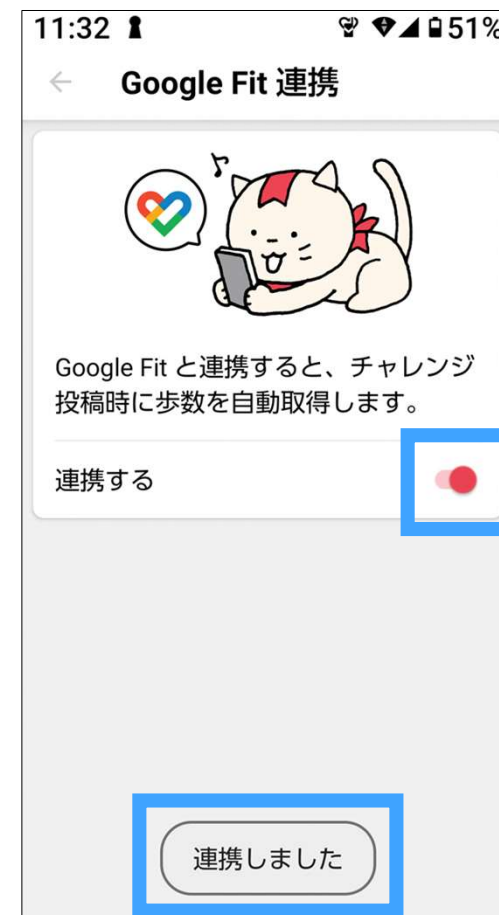 11:32 51%
← Google Fit 連携
Google Fit と連携すると、チャレンジ
投稿時に歩数を自動取得します。
連携する
連携しました